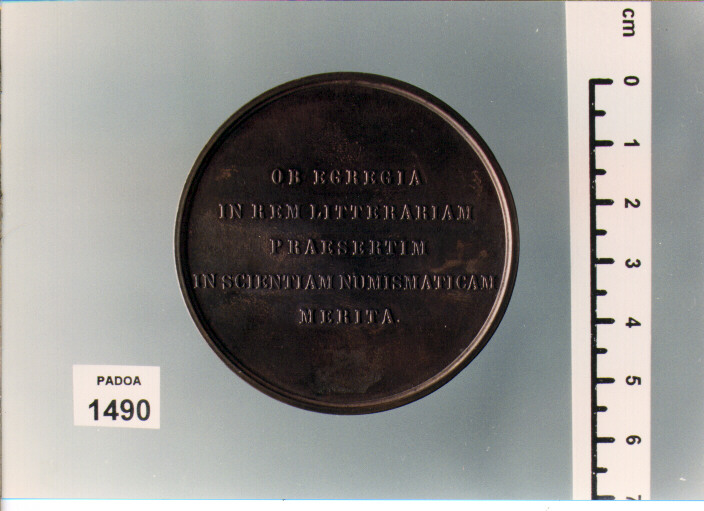 OB EGREGIA
IN REM LITTERARIAM
PRAESERTIM
IN SCIENTIAM NUMISMATICAM
MERITA.
PADOA
1490
cm
0
1
2
3
4
5
6
7